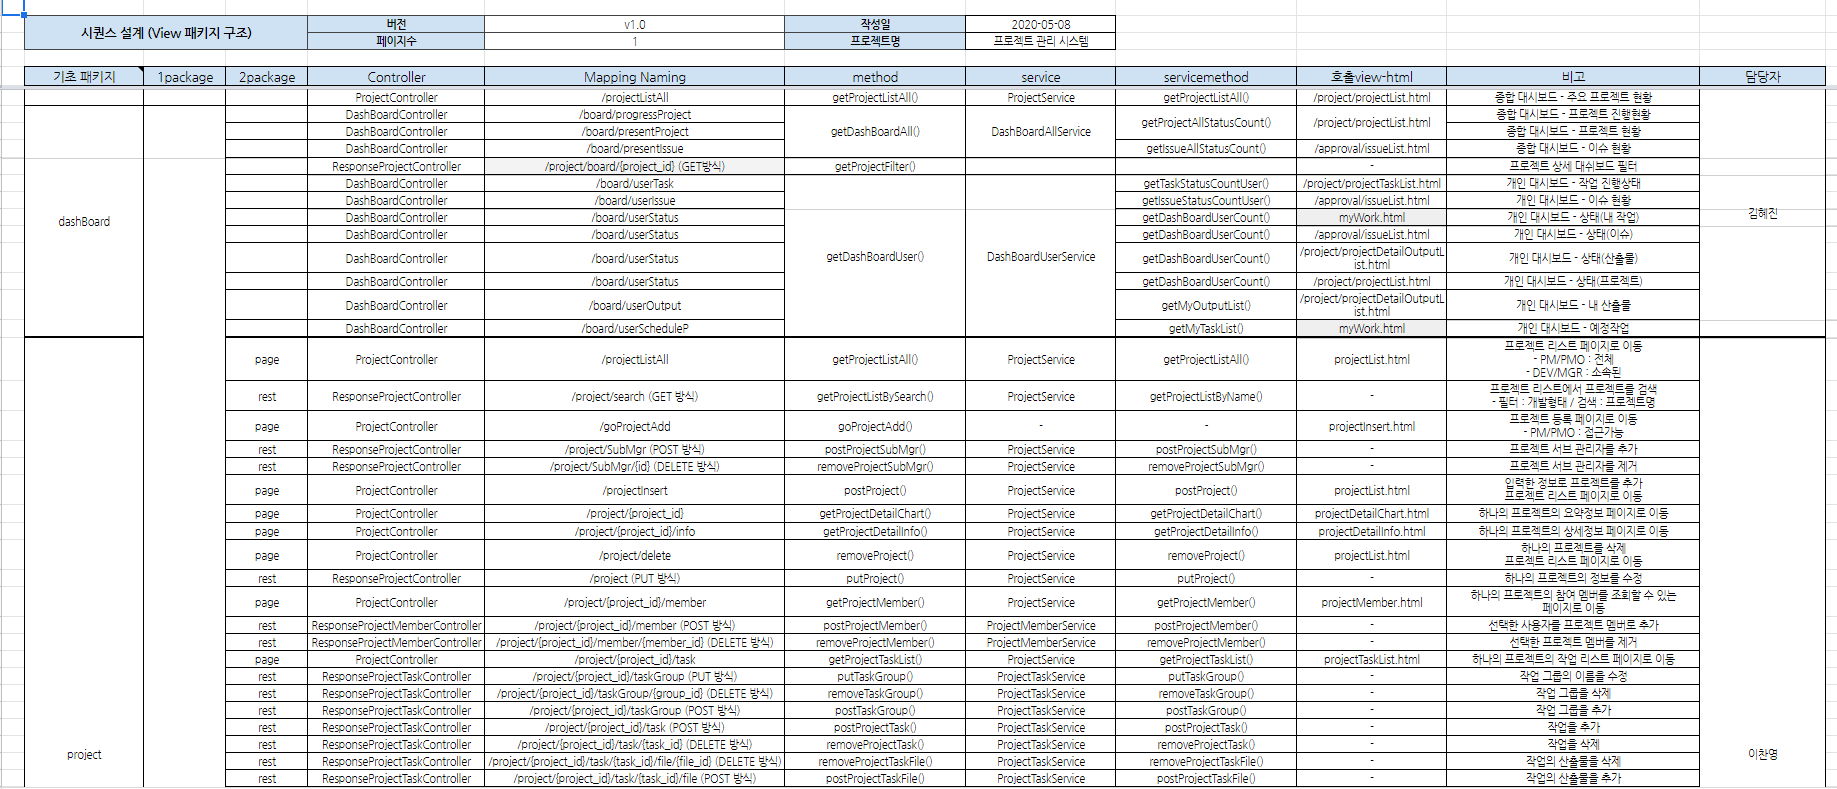 시퀀스 설계 (View 패키지 구조) 버전 v1.0 작성일 2020-05-08
페이지수 1 프로젝트명 프로젝트 관리 시스템
기초 패키지 1package 2package Controller Mapping Naming method service servicemethod 호출view-html 비고 담당자
ProjectController /projectListAll getProjectListAll() ProjectService getProjectListAll() /project/projectList.html 종합 대시보드 - 주요 프로젝트 현황
dashBoard 김혜진
DashBoardController /board/progressProject getDashBoardAll() DashBoardAllService getProjectAllStatusCount() /project/projectList.html 종합 대시보드 - 프로젝트 진행현황
DashBoardController /board/presentProject 종합 대시보드 - 프로젝트 현황
DashBoardController /board/presentIssue getIssueAllStatusCount() /approval/issueList.html 종합 대시보드 - 이슈 현황
ResponseProjectController /project/board/{project_id} (GET방식) getProjectFilter() - 프로젝트 상세 대쉬보드 필터
DashBoardController /board/userTask getDashBoardUser() DashBoardUserService getTaskStatusCountUser() /project/projectTaskList.html 개인 대시보드 - 작업 진행상태
DashBoardController /board/userIssue getIssueStatusCountUser() /approval/issueList.html 개인 대시보드 - 이슈 현황
DashBoardController /board/userStatus getDashBoardUserCount() myWork.html 개인 대시보드 - 상태(내 작업)
DashBoardController /board/userStatus getDashBoardUserCount() /approval/issueList.html 개인 대시보드 - 상태(이슈)
DashBoardController /board/userStatus getDashBoardUserCount() /project/projectDetailOutputL
ist.html 개인 대시보드 - 상태(산출물)
DashBoardController /board/userStatus getDashBoardUserCount() /project/projectList.html 개인 대시보드 - 상태(프로젝트)
DashBoardController /board/userOutput getMyOutputList() /project/projectDetailOutputL
ist.html 개인 대시보드 - 내 산출물
DashBoardController /board/userScheduleP getMyTaskList() myWork.html 개인 대시보드 - 예정작업
project 이찬영
page ProjectController /projectListAll getProjectListAll() ProjectService getProjectListAll() projectList.html 프로젝트 리스트 페이지로 이동
- PM/PMO : 전체
- DEV/MGR : 소속된
rest ResponseProjectController /project/search (GET 방식) getProjectListBySearch() ProjectService getProjectListByName() - 프로젝트 리스트에서 프로젝트를 검색
- 필터 : 개발형태 / 검색 : 프로젝트명
page ProjectController /goProjectAdd goProjectAdd() - - projectInsert.html 프로젝트 등록 페이지로 이동
- PM/PMO : 접근가능
rest ResponseProjectController /project/SubMgr (POST 방식) postProjectSubMgr() ProjectService postProjectSubMgr() - 프로젝트 서브 관리자를 추가
rest ResponseProjectController /project/SubMgr/{id} (DELETE 방식) removeProjectSubMgr() ProjectService removeProjectSubMgr() - 프로젝트 서브 관리자를 제거
page ProjectController /projectInsert postProject() ProjectService postProject() projectList.html 입력한 정보로 프로젝트를 추가
프로젝트 리스트 페이지로 이동
page ProjectController /project/{project_id} getProjectDetailChart() ProjectService getProjectDetailChart() projectDetailChart.html 하나의 프로젝트의 요약정보 페이지로 이동
page ProjectController /project/{project_id}/info getProjectDetailInfo() ProjectService getProjectDetailInfo() projectDetailInfo.html 하나의 프로젝트의 상세정보 페이지로 이동
page ProjectController /project/delete removeProject() ProjectService removeProject() projectList.html 하나의 프로젝트를 삭제
프로젝트 리스트 페이지로 이동
rest ResponseProjectController /project (PUT 방식) putProject() ProjectService putProject() - 하나의 프로젝트의 정보를 수정
page ProjectController /project/{project_id}/member getProjectMember() ProjectService getProjectMember() projectMember.html 하나의 프로젝트의 참여 멤버를 조회할 수 있는
페이지로 이동
rest ResponseProjectMemberController /project/{project_id}/member (POST 방식) postProjectMember() ProjectMemberService postProjectMember() - 선택한 사용자를 프로젝트 멤버로 추가
rest ResponseProjectMemberController /project/{project_id}/member/{member_id} (DELETE 방식) removeProjectMember() ProjectMemberService removeProjectMember() - 선택한 프로젝트 멤버를 제거
page ProjectController /project/{project_id}/task getProjectTaskList() ProjectService getProjectTaskList() projectTaskList.html 하나의 프로젝트의 작업 리스트 페이지로 이동
rest ResponseProjectTaskController /project/{project_id}/taskGroup (PUT 방식) putTaskGroup() ProjectTaskService putTaskGroup() - 작업 그룹의 이름을 수정
rest ResponseProjectTaskController /project/{project_id}/taskGroup/{group_id} (DELETE 방식) removeTaskGroup() ProjectTaskService removeTaskGroup() - 작업 그룹을 삭제
rest ResponseProjectTaskController /project/{project_id}/taskGroup (POST 방식) postTaskGroup() ProjectTaskService postTaskGroup() - 작업 그룹을 추가
rest ResponseProjectTaskController /project/{project_id}/task (POST 방식) postProjectTask() ProjectTaskService postProjectTask() - 작업을 추가
rest ResponseProjectTaskController /project/{project_id}/task/{task_id} (DELETE 방식) removeProjectTask() ProjectTaskService removeProjectTask() - 작업을 삭제
rest ResponseProjectTaskController /project/{project_id}/task/{task_id}/file/{file_id} (DELETE 방식) removeProjectTaskFile() ProjectTaskService removeProjectTaskFile() - 작업의 산출물을 삭제
rest ResponseProjectTaskController /project/{project_id}/task/{task_id}/file (POST 방식) postProjectTaskFile() ProjectTaskService postProjectTaskFile() - 작업의 산출물을 추가